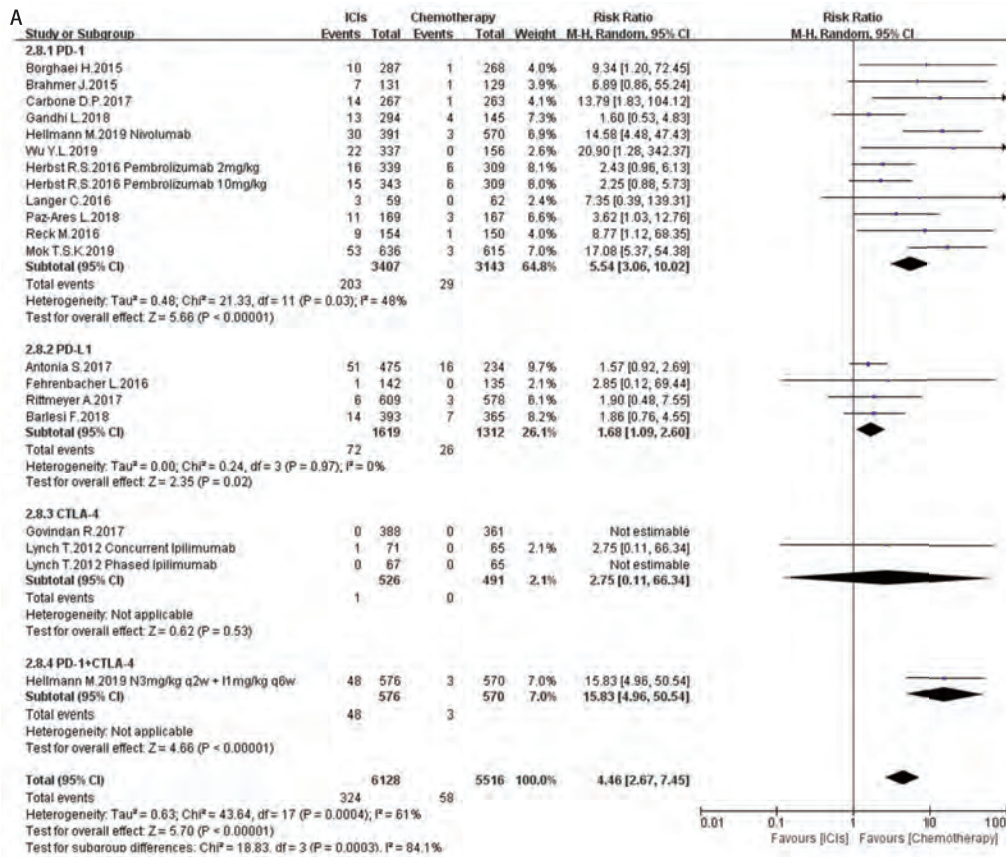 A
ICIs Chemotherapy Risk Ratio Risk Ratio
Study or Subgroup Events Total Events Total Weight M-H, Random, 95% CI M-H, Random, 95% CI
2.8.1 PD-1
Borghaei H.2015 10 287 1 268 4.0% 9.34 [1.20, 72.45]
Brahmer J.2015 7 131 1 129 3.9% 6.89 [0.86, 55.24]
Carbone D.P.2017 14 267 1 263 4.1% 13.79 [1.83, 104.12]
Gandhi L.2018 13 294 4 145 7.1% 1.60 [0.53, 4.83]
Hellmann M.2019 Nivolumab 30 391 3 570 6.9% 14.58 [4.48, 47.43]
Wu Y.L.2019 22 337 0 156 2.6% 20.90 [1.28, 342.37]
Herbst R.S.2016 Pembrolizumab 2mg/kg 16 339 6 309 8.0% 2.43 [0.96, 6.13]
Herbst R.S.2016 Pembrolizumab 10mg/kg 15 343 6 309 8.0% 2.25 [0.88, 5.73]
Langer C.2016 3 59 0 62 2.4% 7.35 [0.39, 139.31]
Paz-Ares L.2018 11 169 3 167 6.6% 3.62 [1.03, 12.76]
Reck M.2016 9 154 1 150 4.0% 8.77 [1.12, 68.35]
Mok T.S.K.2019 53 636 3 615 7.0% 17.08 [5.37, 54.38]
Subtotal (95% CI) 3407 3143 64.8% 5.54 [3.06, 10.02]
Total events 203 29
Heterogeneity: Tau² = 0.48; Chi² = 21.33, df = 11 (P = 0.03); I² = 48%
Test for overall effect: Z = 5.66 (P < 0.00001)
2.8.2 PD-L1
Antonia S.2017 51 475 16 234 9.7% 1.57 [0.92, 2.69]
Fehrenbacher L.2016 1 142 0 135 2.1% 2.85 [0.12, 69.44]
Rittmeyer A.2017 6 609 3 578 6.1% 1.90 [0.48, 7.55]
Barlesi F.2018 14 393 7 365 8.2% 1.86 [0.76, 4.55]
Subtotal (95% CI) 1619 1312 26.1% 1.68 [1.09, 2.60]
Total events 72 26
Heterogeneity: Tau² = 0.00; Chi² = 0.24, df = 3 (P = 0.97); I² = 0%
Test for overall effect: Z = 2.35 (P = 0.02)
2.8.3 CTLA-4
Govindan R.2017 0 388 0 361 Not estimable
Lynch T.2012 Concurrent Ipilimumab 1 71 0 65 2.1% 2.75 [0.11, 66.34]
Lynch T.2012 Phased Ipilimumab 0 67 0 65 Not estimable
Subtotal (95% CI) 526 491 2.1% 2.75 [0.11, 66.34]
Total events 1 0
Heterogeneity: Not applicable
Test for overall effect: Z = 0.62 (P = 0.53)
2.8.4 PD-1+CTLA-4
Hellmann M.2019 N3mg/kg q2w + I1mg/kg q6w 48 576 3 570 7.0% 15.83 [4.96, 50.54]
Subtotal (95% CI) 576 570 7.0% 15.83 [4.96, 50.54]
Total events 48 3
Heterogeneity: Not applicable
Test for overall effect: Z = 4.66 (P < 0.00001)
Total (95% CI) 6128 5516 100.0% 4.46 [2.67, 7.45]
Total events 324 58
Heterogeneity: Tau² = 0.63; Chi² = 43.64, df = 17 (P = 0.0004); I² = 61%
Test for overall effect: Z = 5.70 (P < 0.00001)
Test for subgroup differences: Chi² = 18.83, df = 3 (P = 0.0003), I² = 84.1%
0.01 0.1 1 10 100
Favours [ICIs] Favours [Chemotherapy]